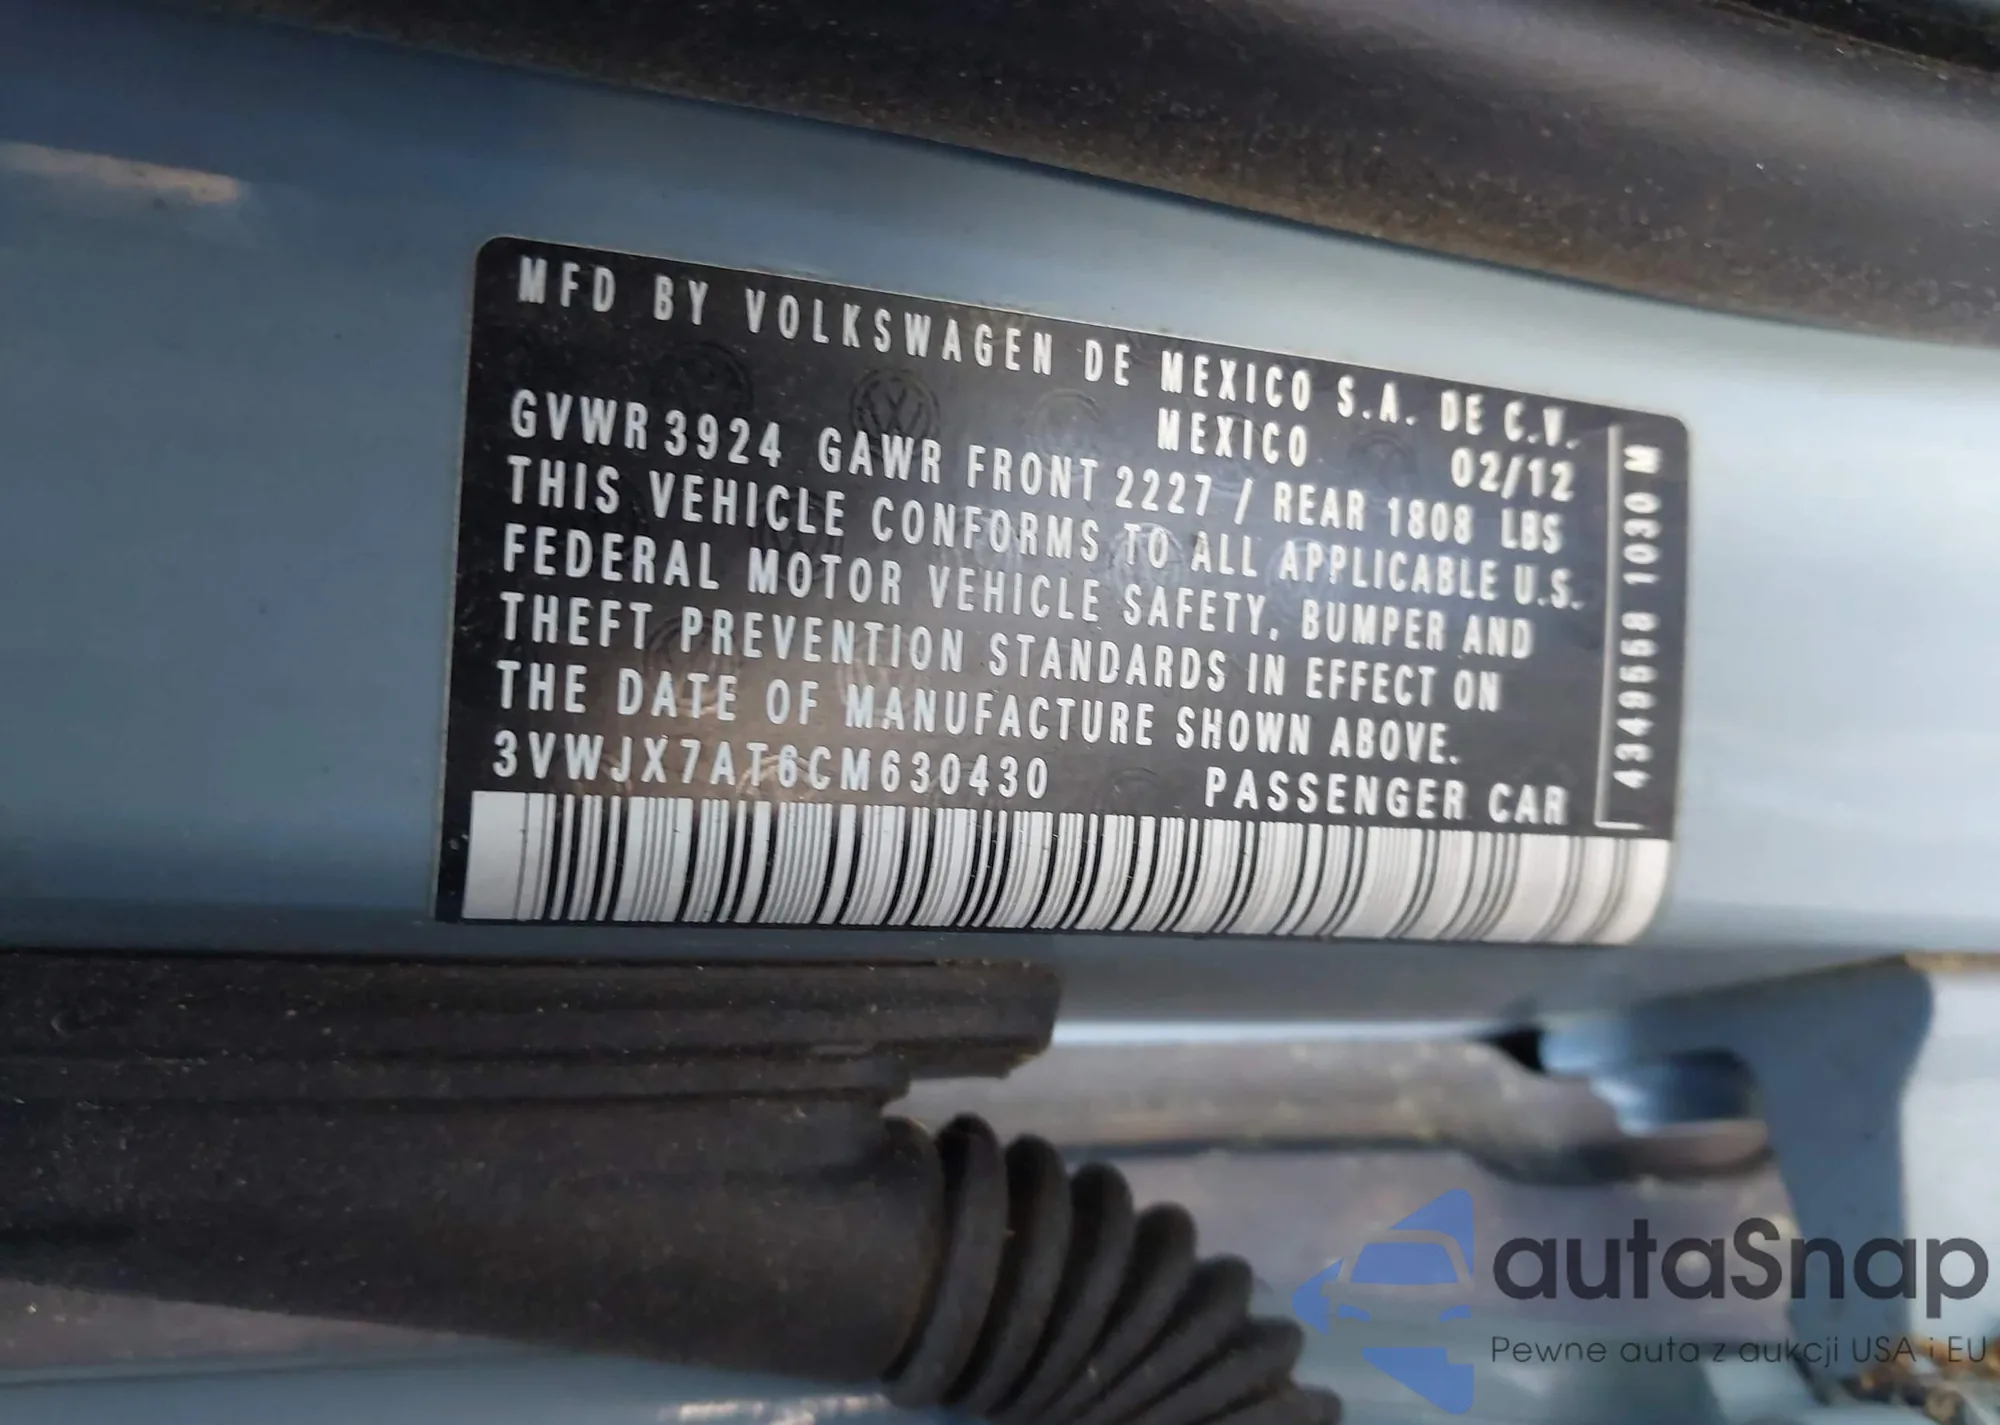 MFD BY VOLKSWAGEN DE MEXICO S.A. DE C.V.
MEXICO 02/12
GVWR 3924 GAWR FRONT 2227 / REAR 1808 LBS
THIS VEHICLE CONFORMS TO ALL APPLICABLE U.S.
FEDERAL MOTOR VEHICLE SAFETY, BUMPER AND
THEFT PREVENTION STANDARDS IN EFFECT ON
THE DATE OF MANUFACTURE SHOWN ABOVE.
3VWJX7AT6CM630430 PASSENGER CAR
4349558 1030 M
autaSnap
Pewne auta z aukcji USA i EU